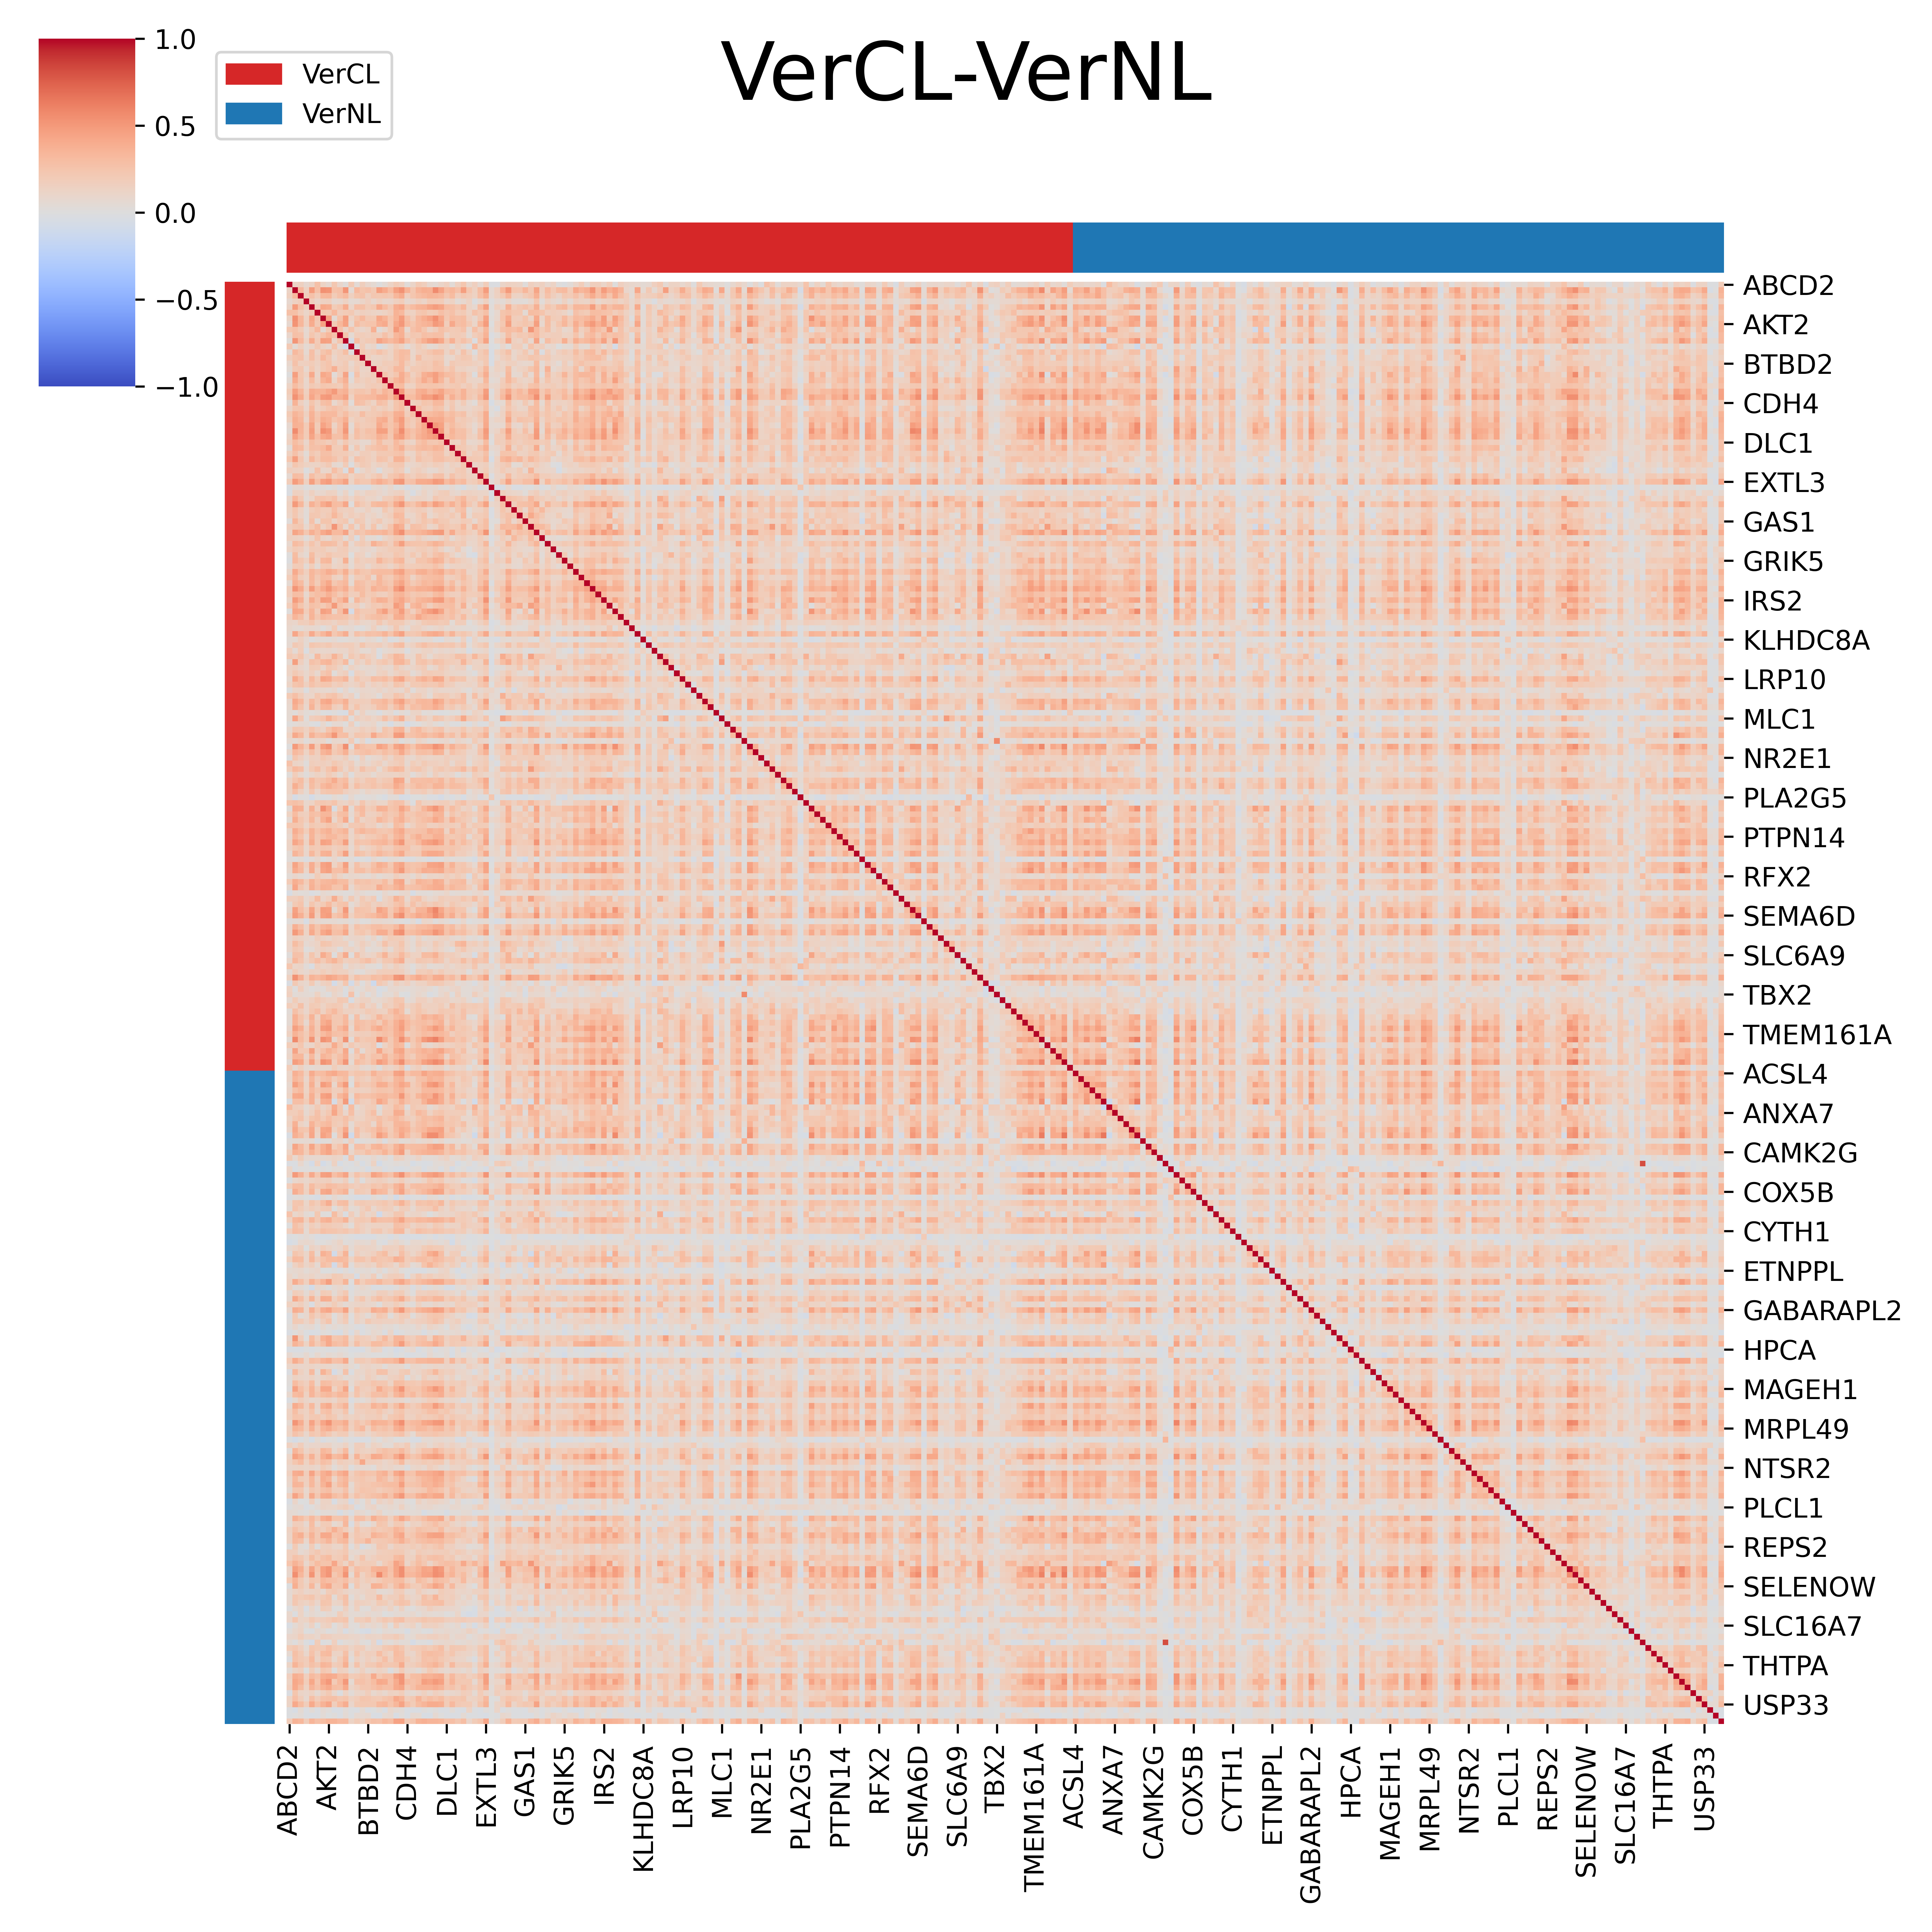 VerCL-VerNL
1.0
0.5
0.0
−0.5
−1.0
VerCL
VerNL
ABCD2
AKT2
BTBD2
CDH4
DLC1
EXTL3
GAS1
GRIK5
IRS2
KLHDC8A
LRP10
MLC1
NR2E1
PLA2G5
PTPN14
RFX2
SEMA6D
SLC6A9
TBX2
TMEM161A
ACSL4
ANXA7
CAMK2G
COX5B
CYTH1
ETNPPL
GABARAPL2
HPCA
MAGEH1
MRPL49
NTSR2
PLCL1
REPS2
SELENOW
SLC16A7
THTPA
USP33
ABCD2
AKT2
BTBD2
CDH4
DLC1
EXTL3
GAS1
GRIK5
IRS2
KLHDC8A
LRP10
MLC1
NR2E1
PLA2G5
PTPN14
RFX2
SEMA6D
SLC6A9
TBX2
TMEM161A
ACSL4
ANXA7
CAMK2G
COX5B
CYTH1
ETNPPL
GABARAPL2
HPCA
MAGEH1
MRPL49
NTSR2
PLCL1
REPS2
SELENOW
SLC16A7
THTPA
USP33